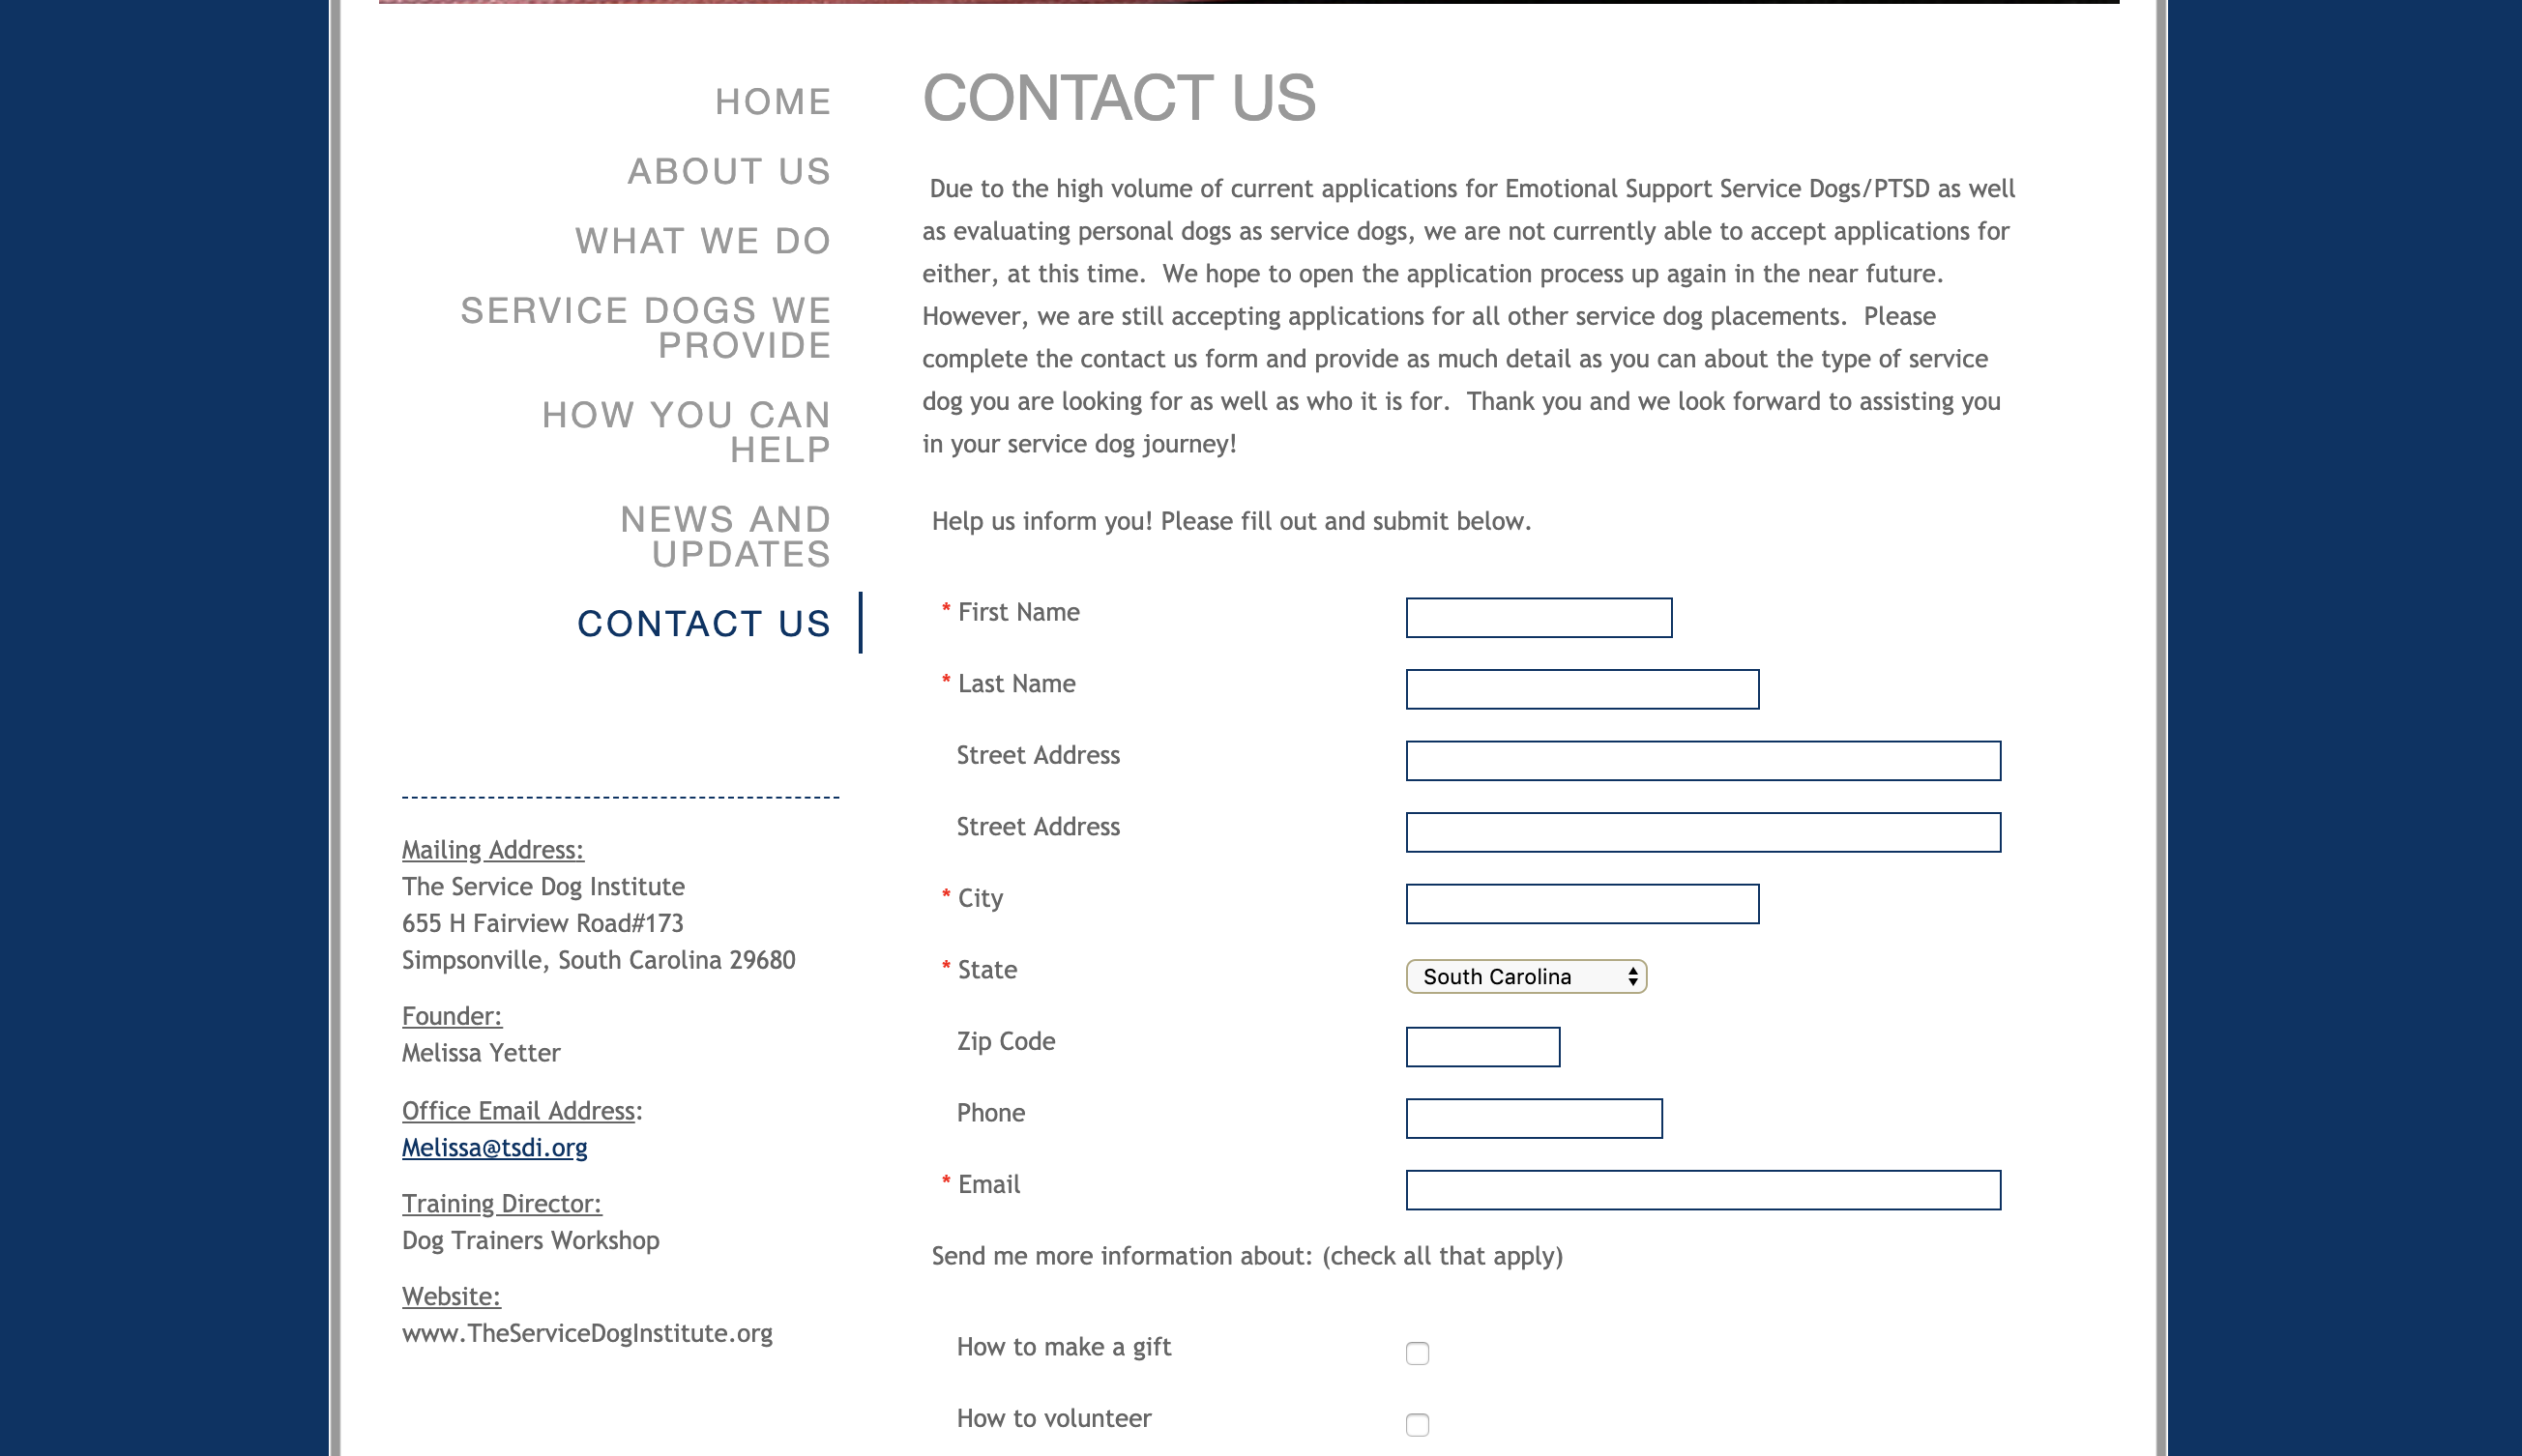 HOME
ABOUT US
WHAT WE DO
SERVICE DOGS WE
PROVIDE
HOW YOU CAN
HELP
NEWS AND
UPDATES
CONTACT US
Mailing Address:
The Service Dog Institute
655 H Fairview Road#173
Simpsonville, South Carolina 29680
Founder:
Melissa Yetter
Office Email Address:
Melissa@tsdi.org
Training Director:
Dog Trainers Workshop
Website:
www.TheServiceDogInstitute.org
CONTACT US
Due to the high volume of current applications for Emotional Support Service Dogs/PTSD as well
as evaluating personal dogs as service dogs, we are not currently able to accept applications for
either, at this time.  We hope to open the application process up again in the near future.
However, we are still accepting applications for all other service dog placements.  Please
complete the contact us form and provide as much detail as you can about the type of service
dog you are looking for as well as who it is for.  Thank you and we look forward to assisting you
in your service dog journey!
Help us inform you! Please fill out and submit below.
* First Name
* Last Name
Street Address
Street Address
* City
* State South Carolina
Zip Code
Phone
* Email
Send me more information about: (check all that apply)
How to make a gift
How to volunteer